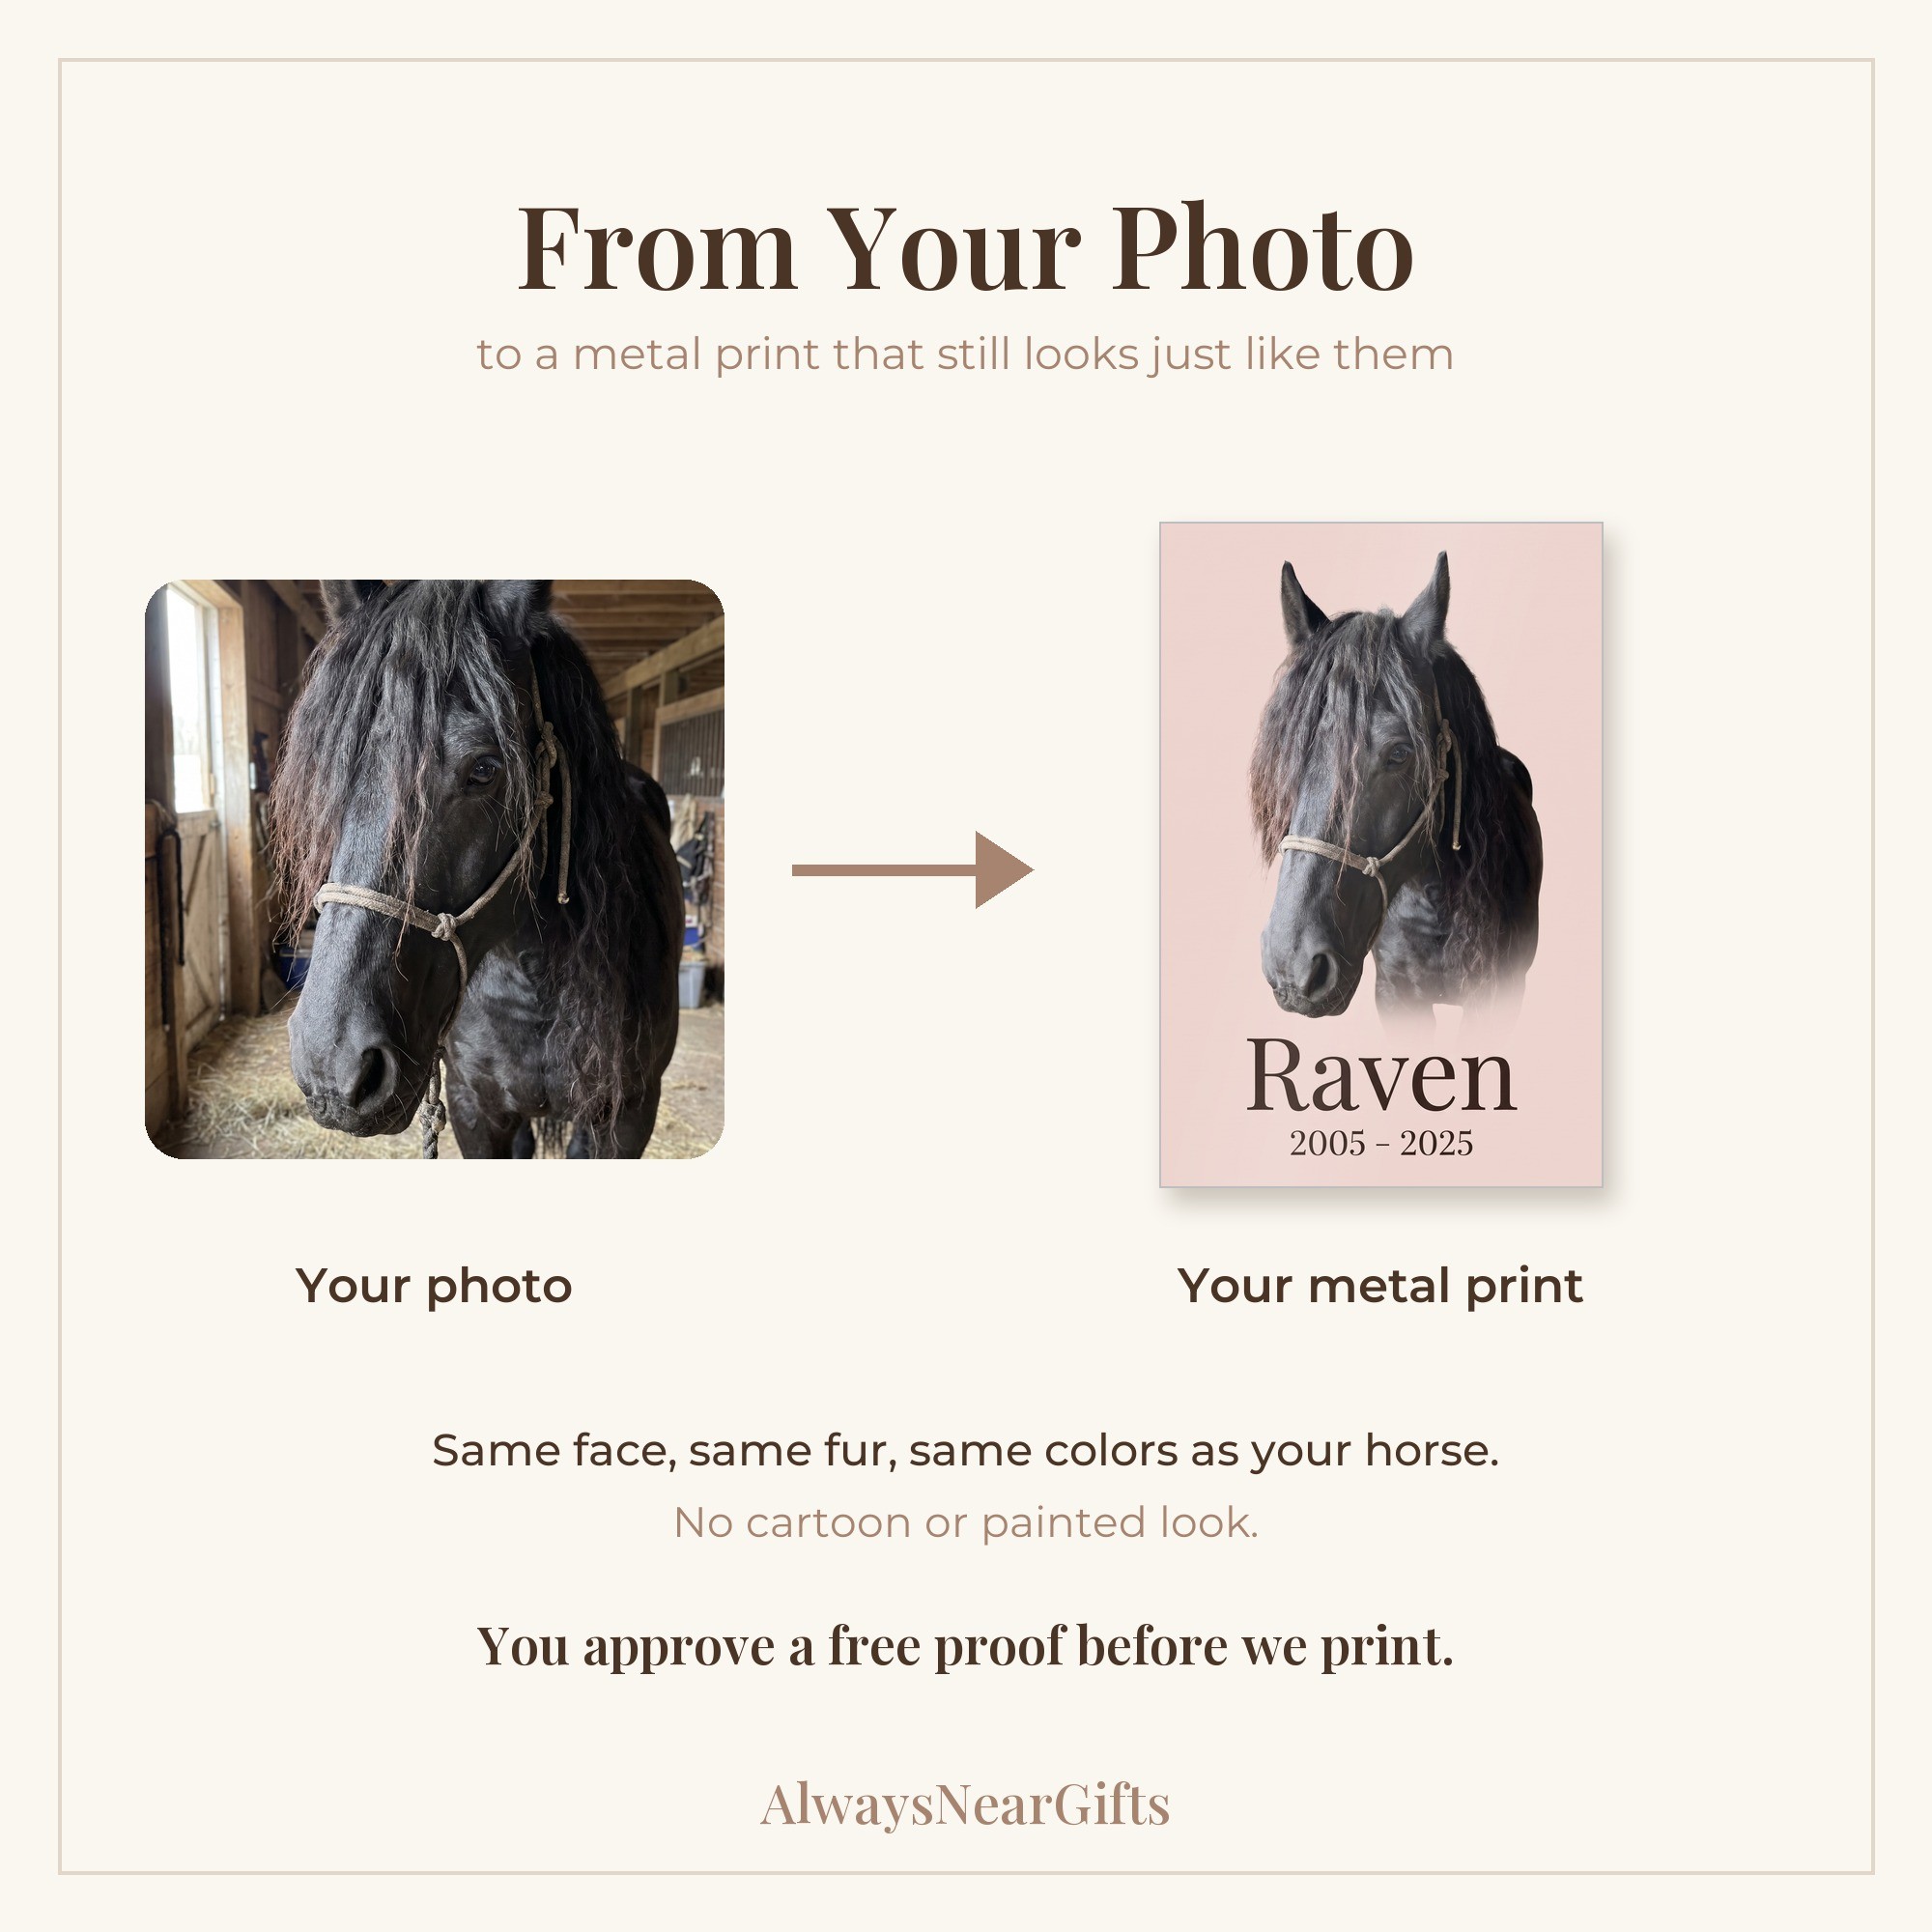 From Your Photo
to a metal print that still looks just like them
Raven
2005 – 2025
Your photo
Your metal print
Same face, same fur, same colors as your horse.
No cartoon or painted look.
You approve a free proof before we print.
AlwaysNearGifts